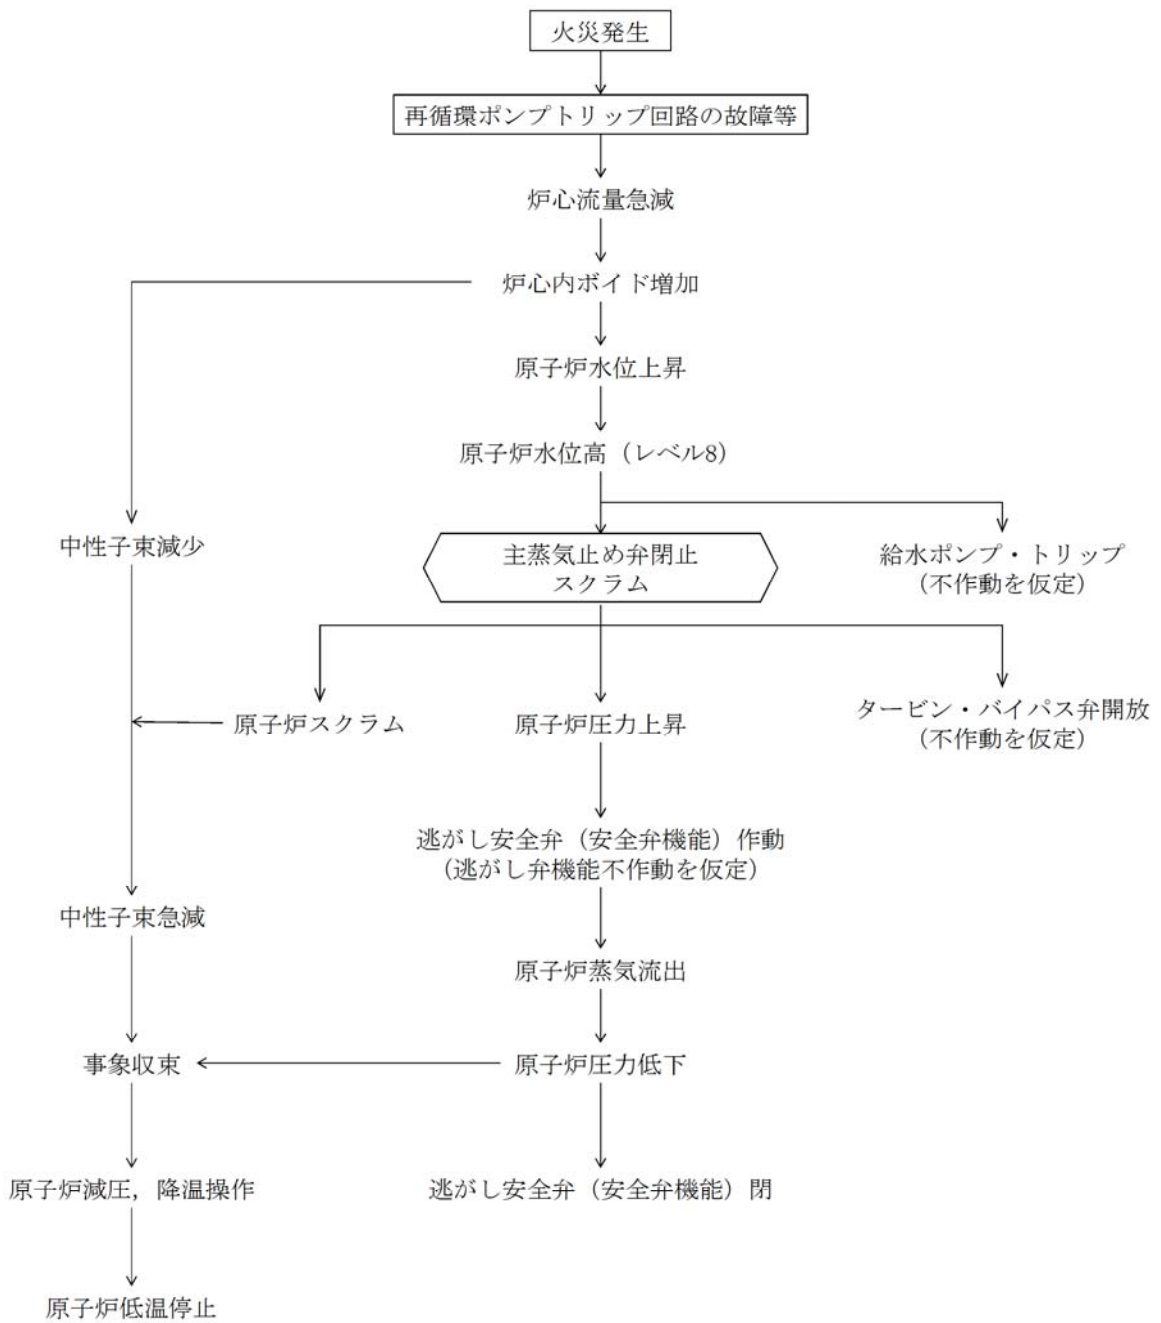 火災発生
再循環ポンプトリップ回路の故障等
炉心流量急減
炉心内ボイド増加
原子炉水位上昇
原子炉水位高（レベル8）
中性子束減少
主蒸気止め弁閉止
スクラム
給水ポンプ・トリップ
（不作動を仮定）
原子炉スクラム
原子炉圧力上昇
タービン・バイパス弁開放
（不作動を仮定）
逃がし安全弁（安全弁機能）作動
（逃がし弁機能不作動を仮定）
中性子束急減
原子炉蒸気流出
事象収束
原子炉圧力低下
原子炉減圧，降温操作
逃がし安全弁（安全弁機能）閉
原子炉低温停止